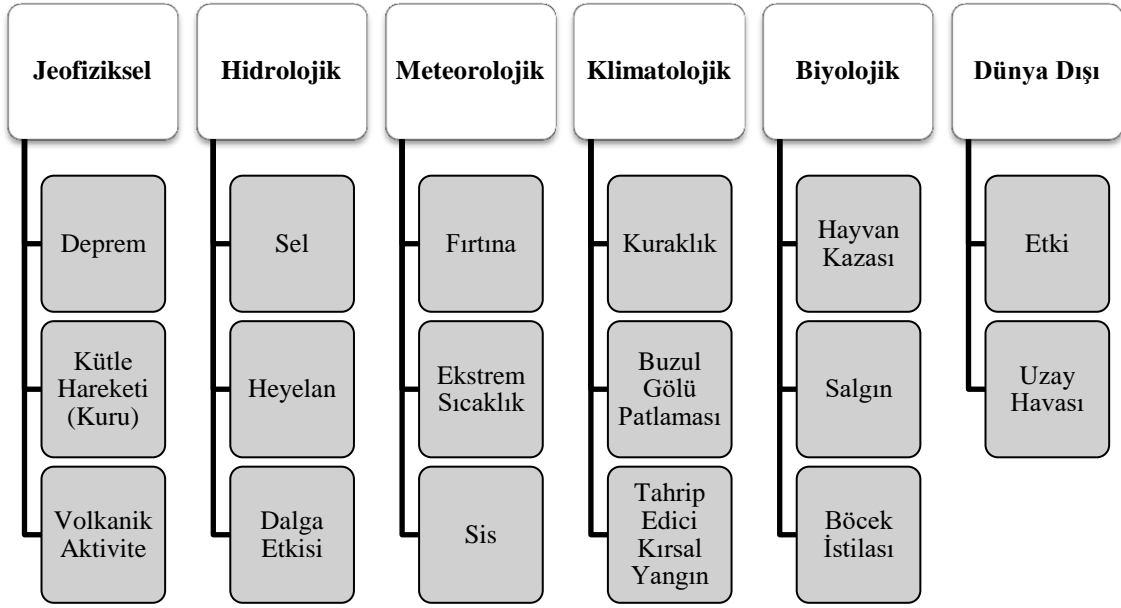 Jeofiziksel
Deprem
Kütle
Hareketi
(Kuru)
Volkanik
Aktivite
Hidrolojik
Sel
Heyelan
Dalga
Etkisi
Meteorolojik
Fırtına
Ekstrem
Sıcaklık
Sis
Klimatolojik
Kuraklık
Buzul
Gölü
Patlaması
Tahrip
Edici
Kırsal
Yangın
Biyolojik
Hayvan
Kazası
Salgın
Böcek
İstilası
Dünya Dışı
Etki
Uzay
Havası